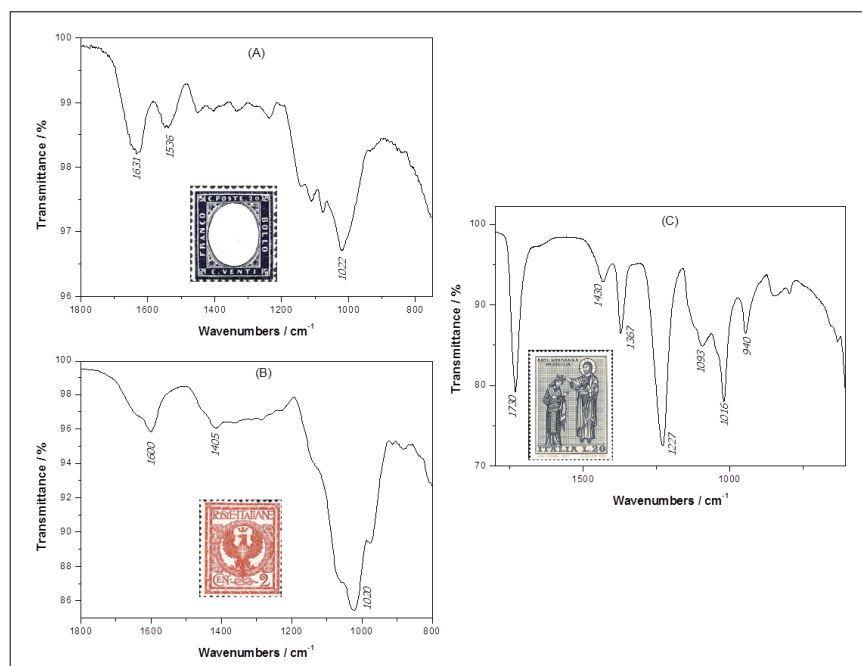 (A)
Transmittance / %
100
99
98
97
96
1631
1536
1022
C. POSTE 20
FRANCO
BOLLO
C. VENTI
1800
1600
1400
1200
1000
800
Wavenumbers / cm-1
(B)
Transmittance / %
100
98
96
94
92
90
88
86
1600
1405
1020
POSTE·ITALIANE
CEN. 2
1800
1600
1400
1200
1000
800
Wavenumbers / cm-1
(C)
Transmittance / %
100
90
80
70
1730
1430
1367
1227
1093
1016
940
ITALIA L.20
1500
1000
Wavenumbers / cm-1